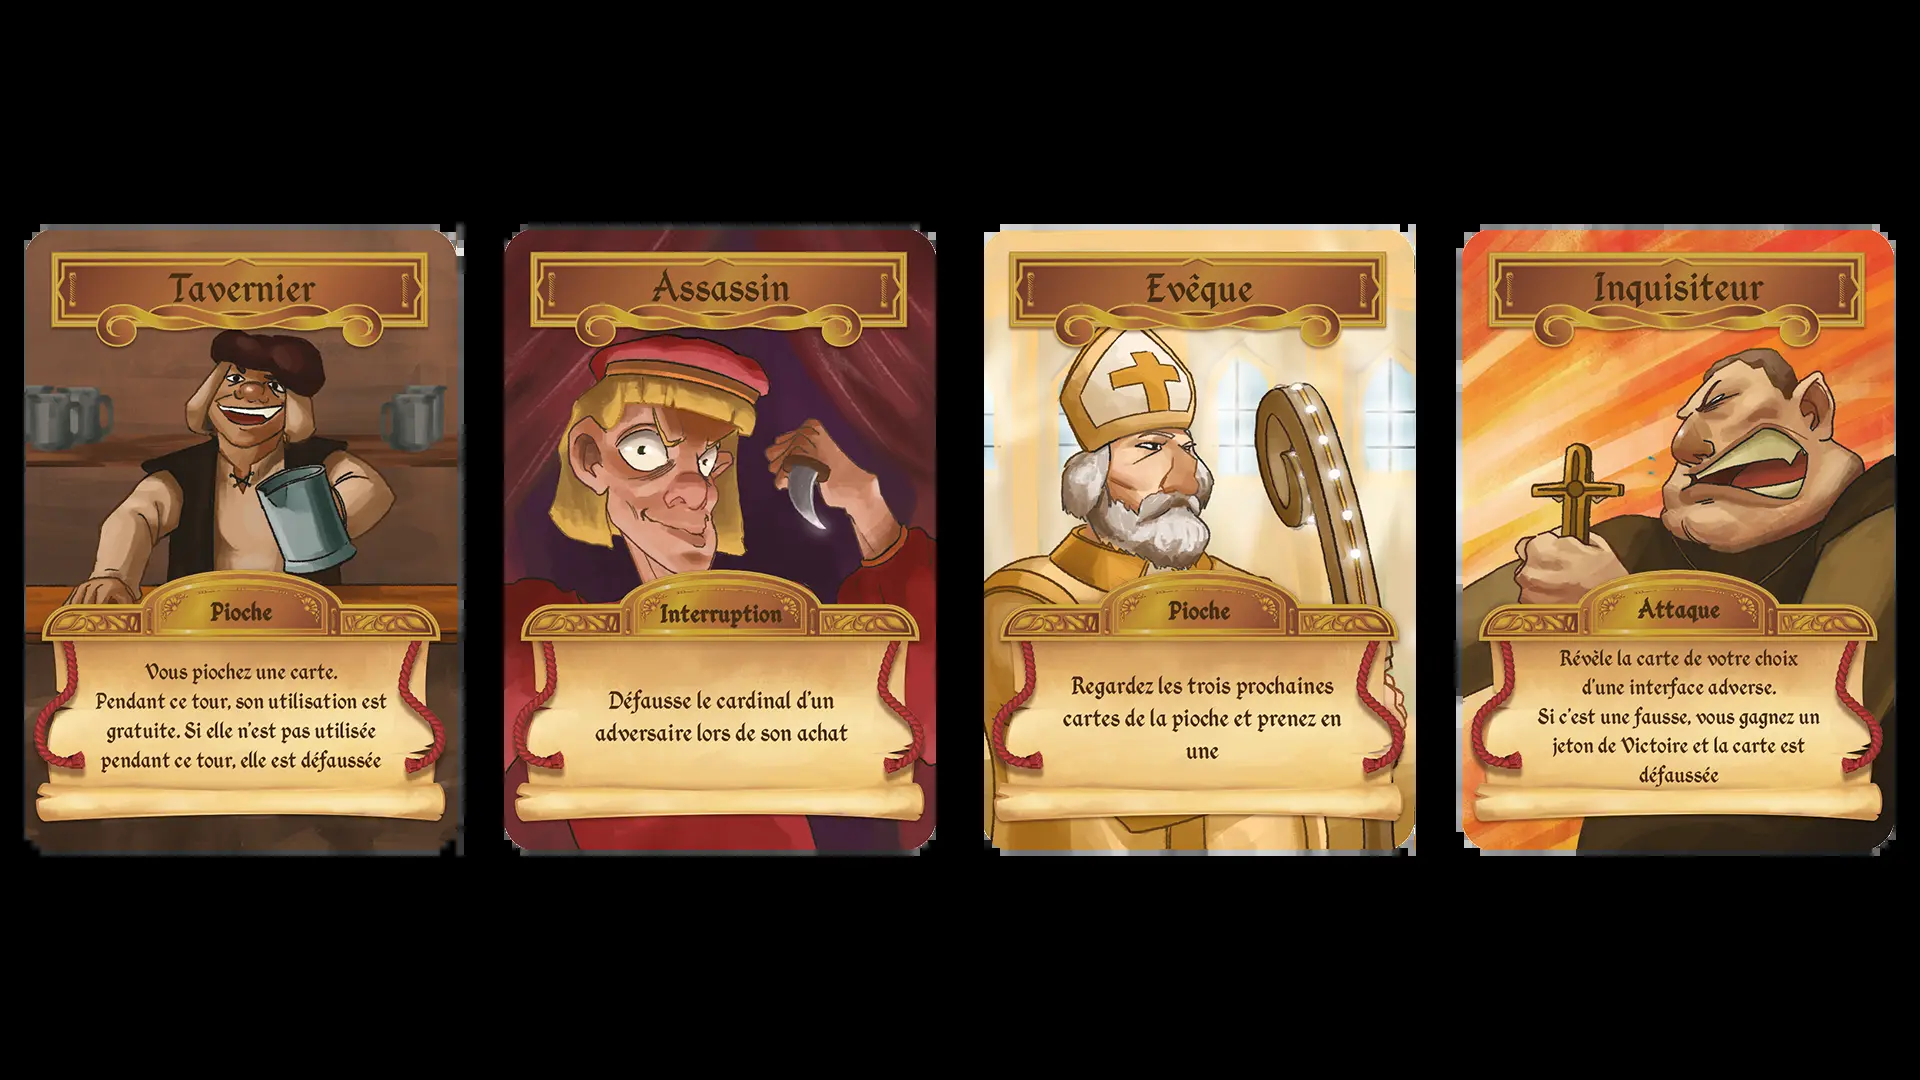 Tavernier
Pioche
Vous piochez une carte.
Pendant ce tour, son utilisation est
gratuite. Si elle n'est pas utilisée
pendant ce tour, elle est défaussée
Assassin
Interruption
Défausse le cardinal d'un
adversaire lors de son achat
Evêque
Pioche
Regardez les trois prochaines
cartes de la pioche et prenez en
une
Inquisiteur
Attaque
Révèle la carte de votre choix
d'une interface adverse.
Si c'est une fausse, vous gagnez un
jeton de Victoire et la carte est
défaussée